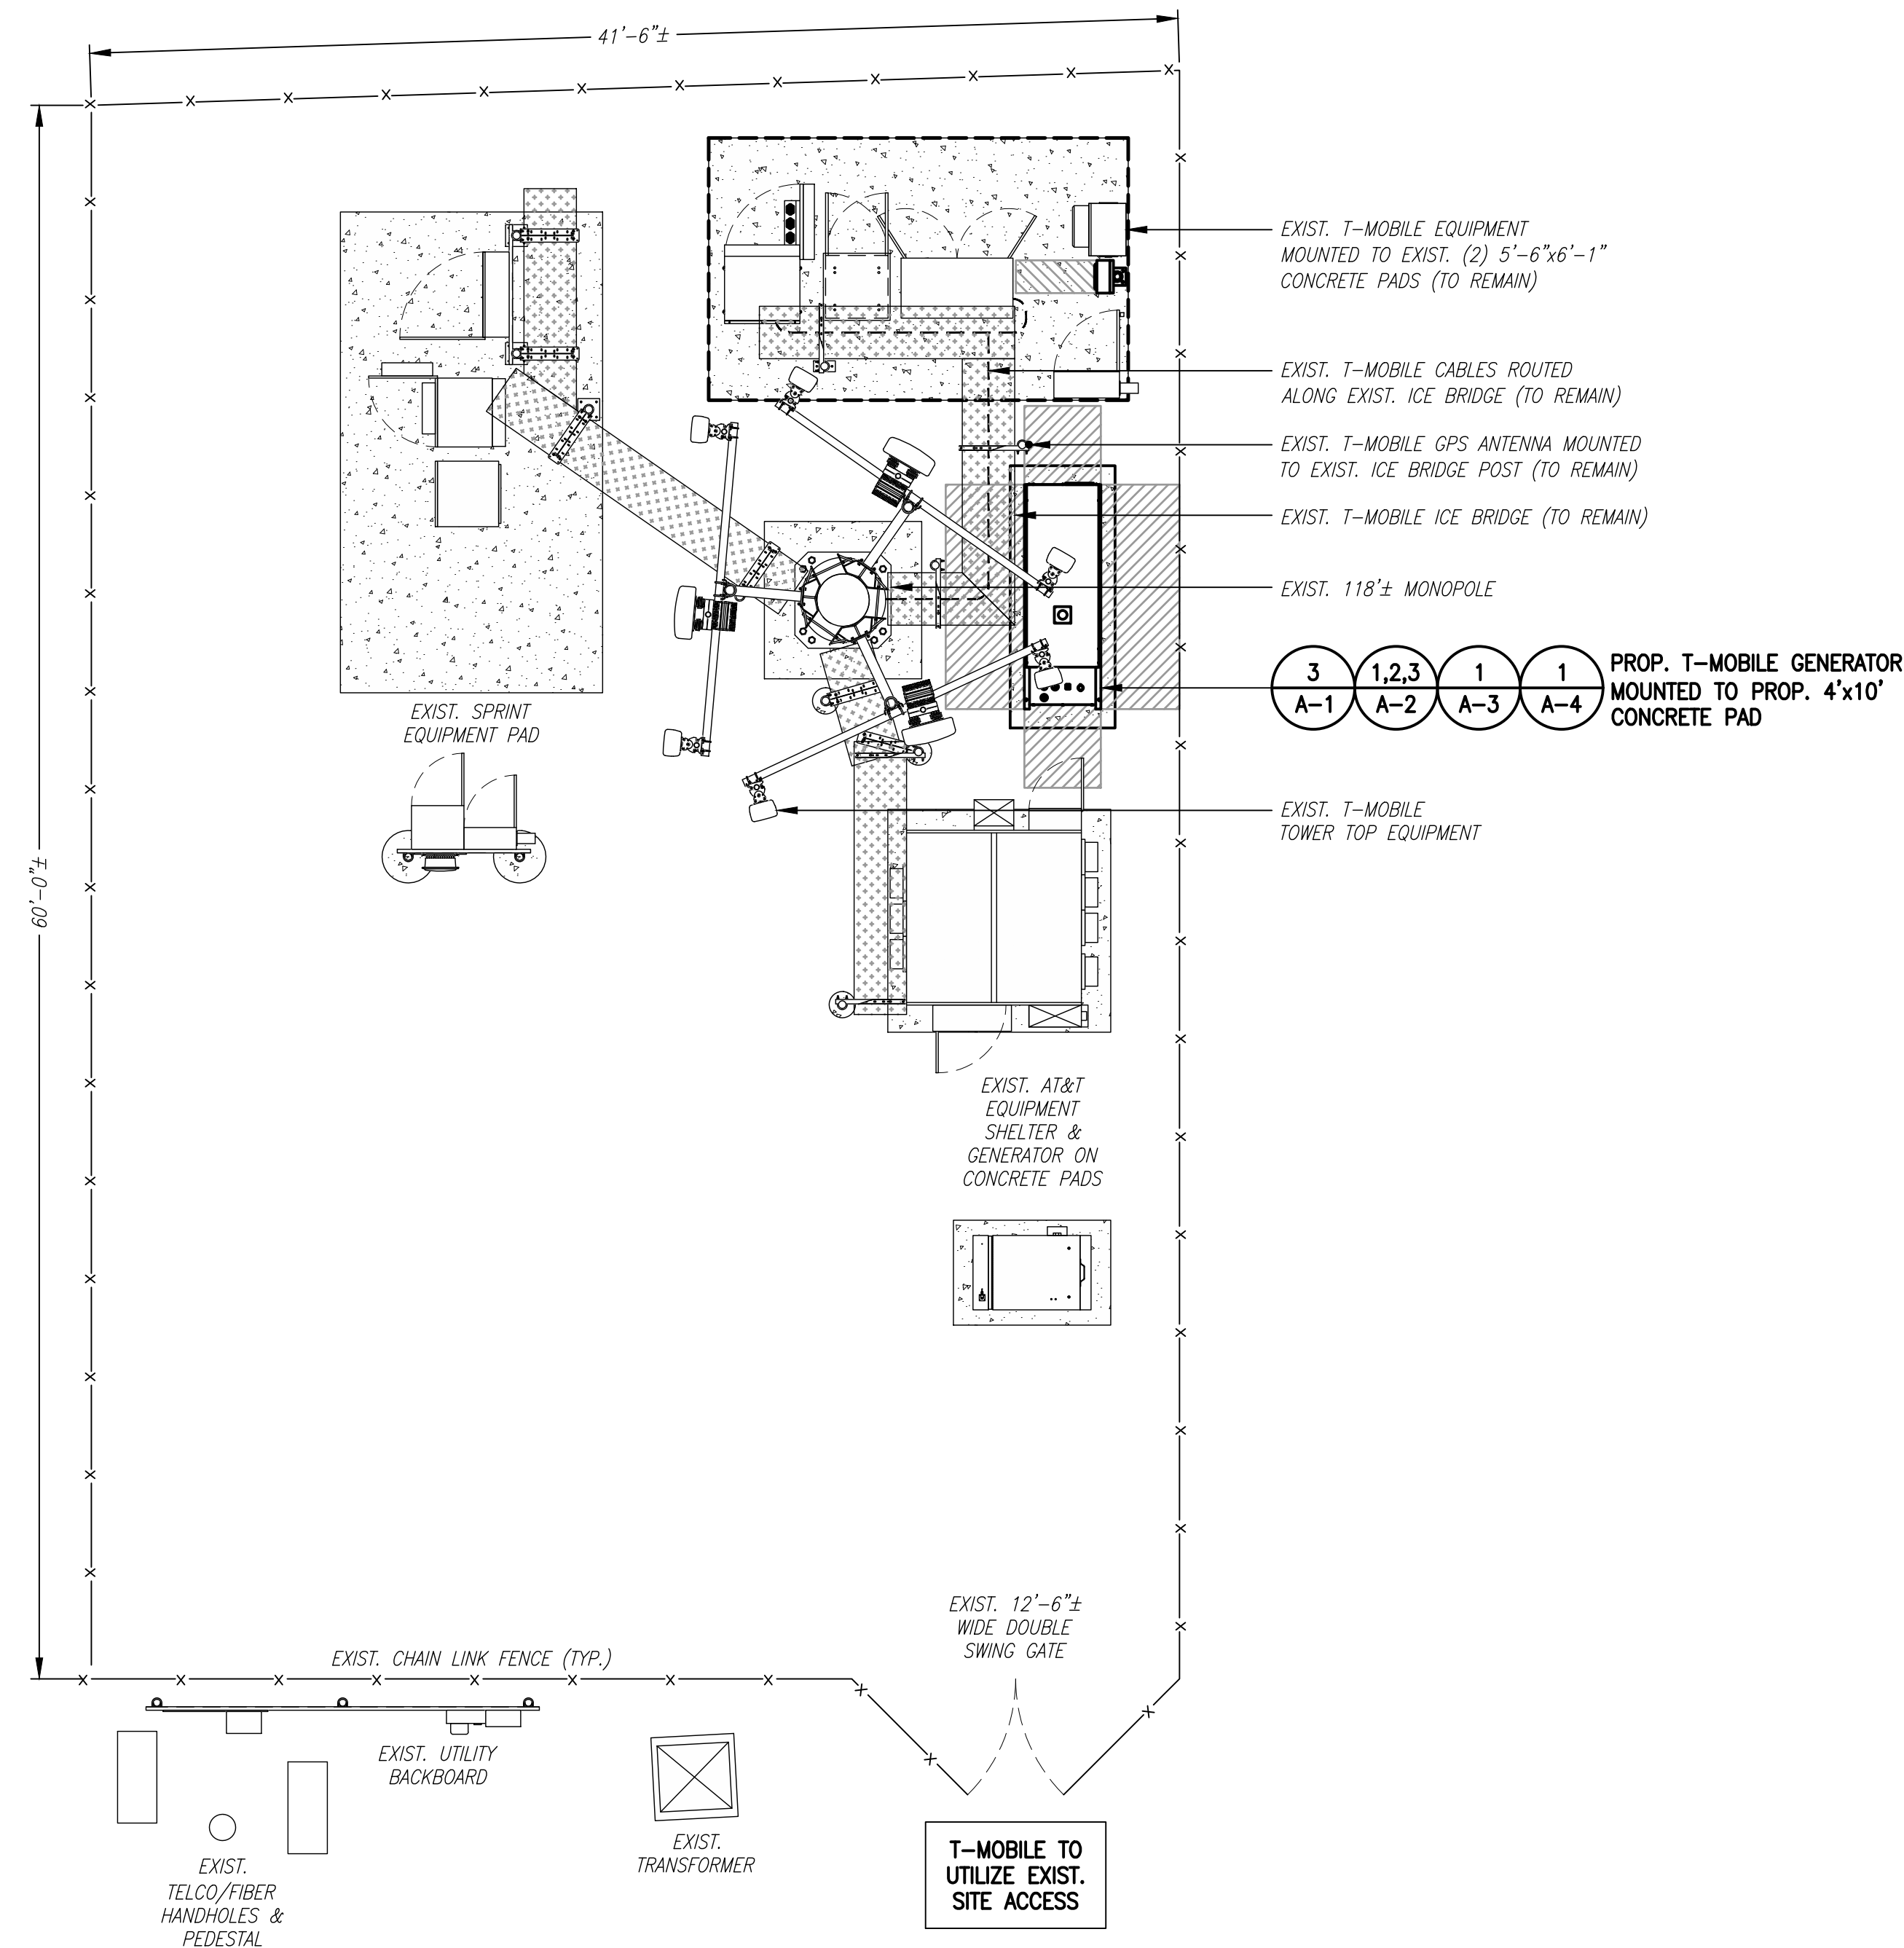 41'-6"±
EXIST. T-MOBILE EQUIPMENT
MOUNTED TO EXIST. (2) 5'-6"x6'-1"
CONCRETE PADS (TO REMAIN)
EXIST. T-MOBILE CABLES ROUTED
ALONG EXIST. ICE BRIDGE (TO REMAIN)
EXIST. T-MOBILE GPS ANTENNA MOUNTED
TO EXIST. ICE BRIDGE POST (TO REMAIN)
EXIST. T-MOBILE ICE BRIDGE (TO REMAIN)
EXIST. 118'± MONOPOLE
3
A-1
1,2,3
A-2
1
A-3
1
A-4
PROP. T-MOBILE GENERATOR
MOUNTED TO PROP. 4'x10'
CONCRETE PAD
EXIST. SPRINT
EQUIPMENT PAD
EXIST. T-MOBILE
TOWER TOP EQUIPMENT
60'-0"±
EXIST. AT&T
EQUIPMENT
SHELTER &
GENERATOR ON
CONCRETE PADS
EXIST. 12'-6"±
WIDE DOUBLE
SWING GATE
EXIST. CHAIN LINK FENCE (TYP.)
EXIST. UTILITY
BACKBOARD
EXIST.
TRANSFORMER
EXIST.
TELCO/FIBER
HANDHOLES &
PEDESTAL
T-MOBILE TO
UTILIZE EXIST.
SITE ACCESS